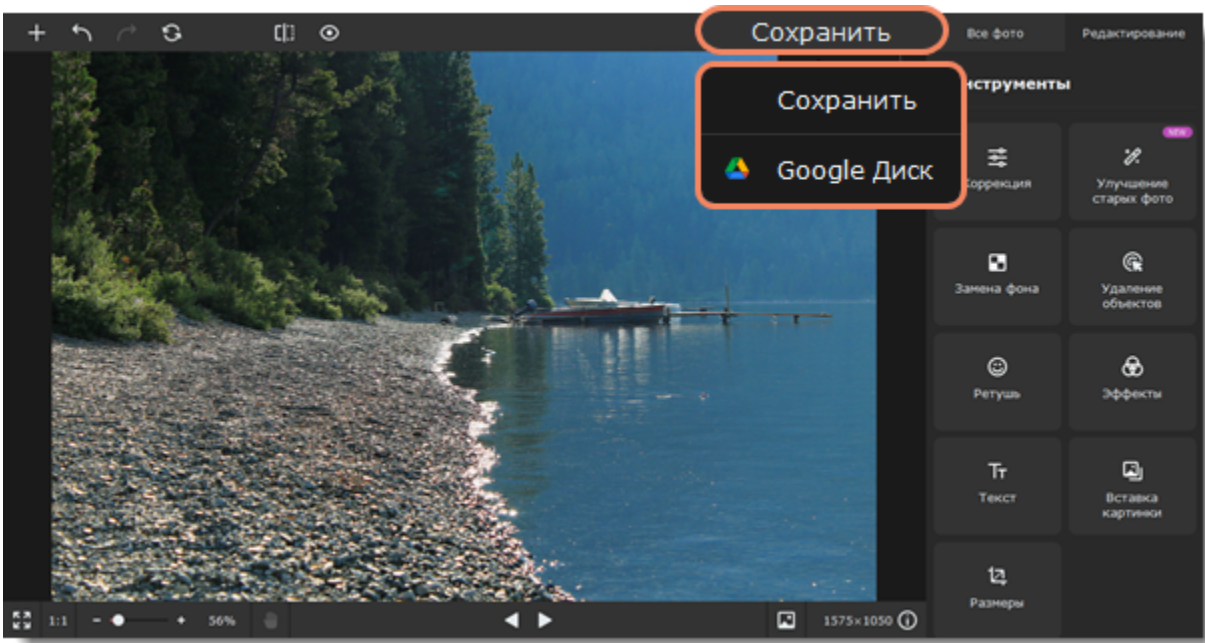 Сохранить
Все фото
Редактирование
Сохранить
Google Диск
нструменты
NEW
Коррекция
Улучшение
старых фото
Замена фона
Удаление
объектов
Ретушь
Эффекты
Tт
Текст
Вставка
картинки
Размеры
1:1
56%
1575×1050